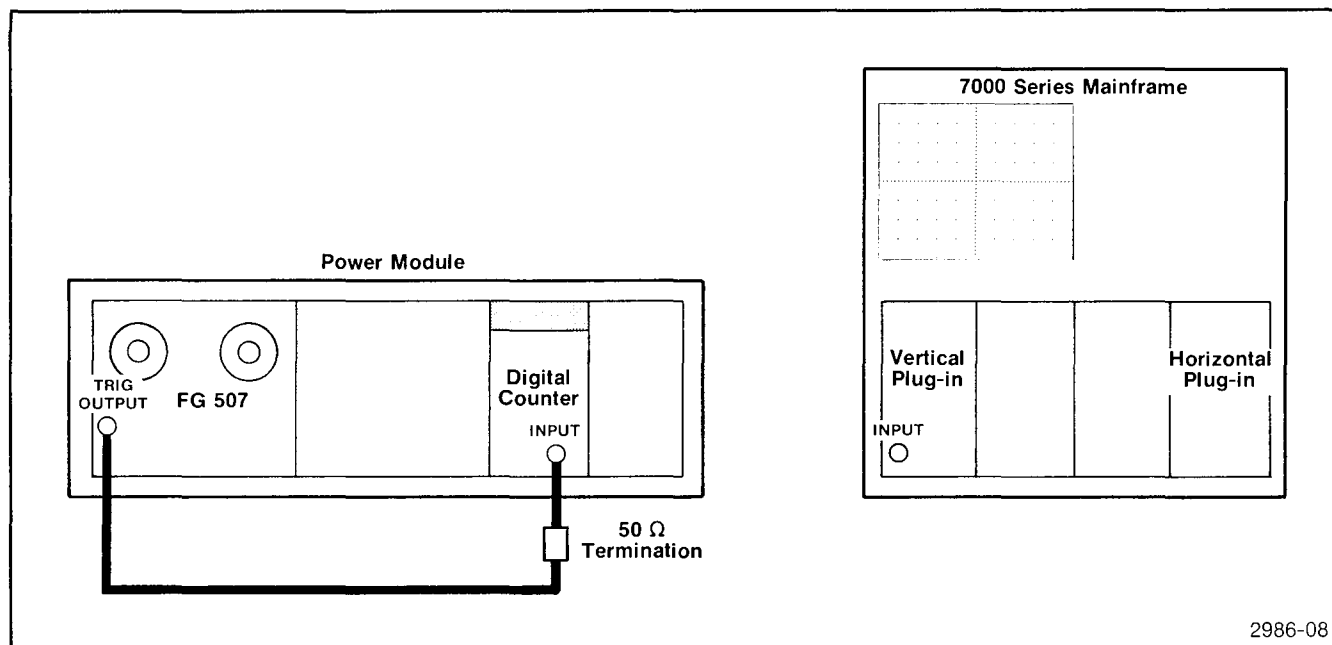 7000 Series Mainframe
Power Module
TRIG
OUTPUT
FG 507
Digital
Counter
INPUT
50 Ω
Termination
Vertical
Plug-in
INPUT
Horizontal
Plug-in
2986-08